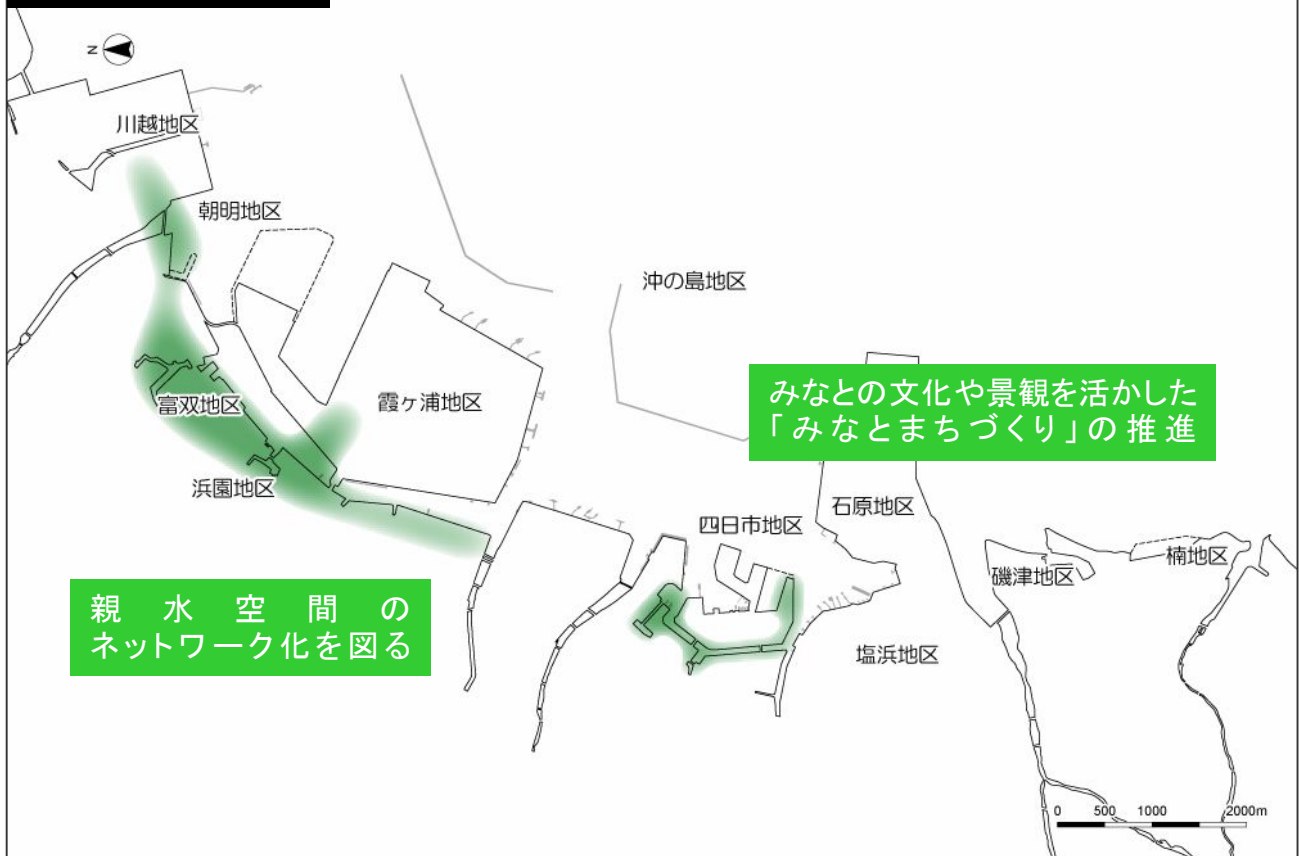 N
川越地区
朝明地区
沖の島地区
富双地区
霞ヶ浦地区
みなとの文化や景観を活かした
「みなとまちづくり」の推進
浜園地区
石原地区
四日市地区
楠地区
磯津地区
親水空間の
ネットワーク化を図る
塩浜地区
0 500 1000 2000m